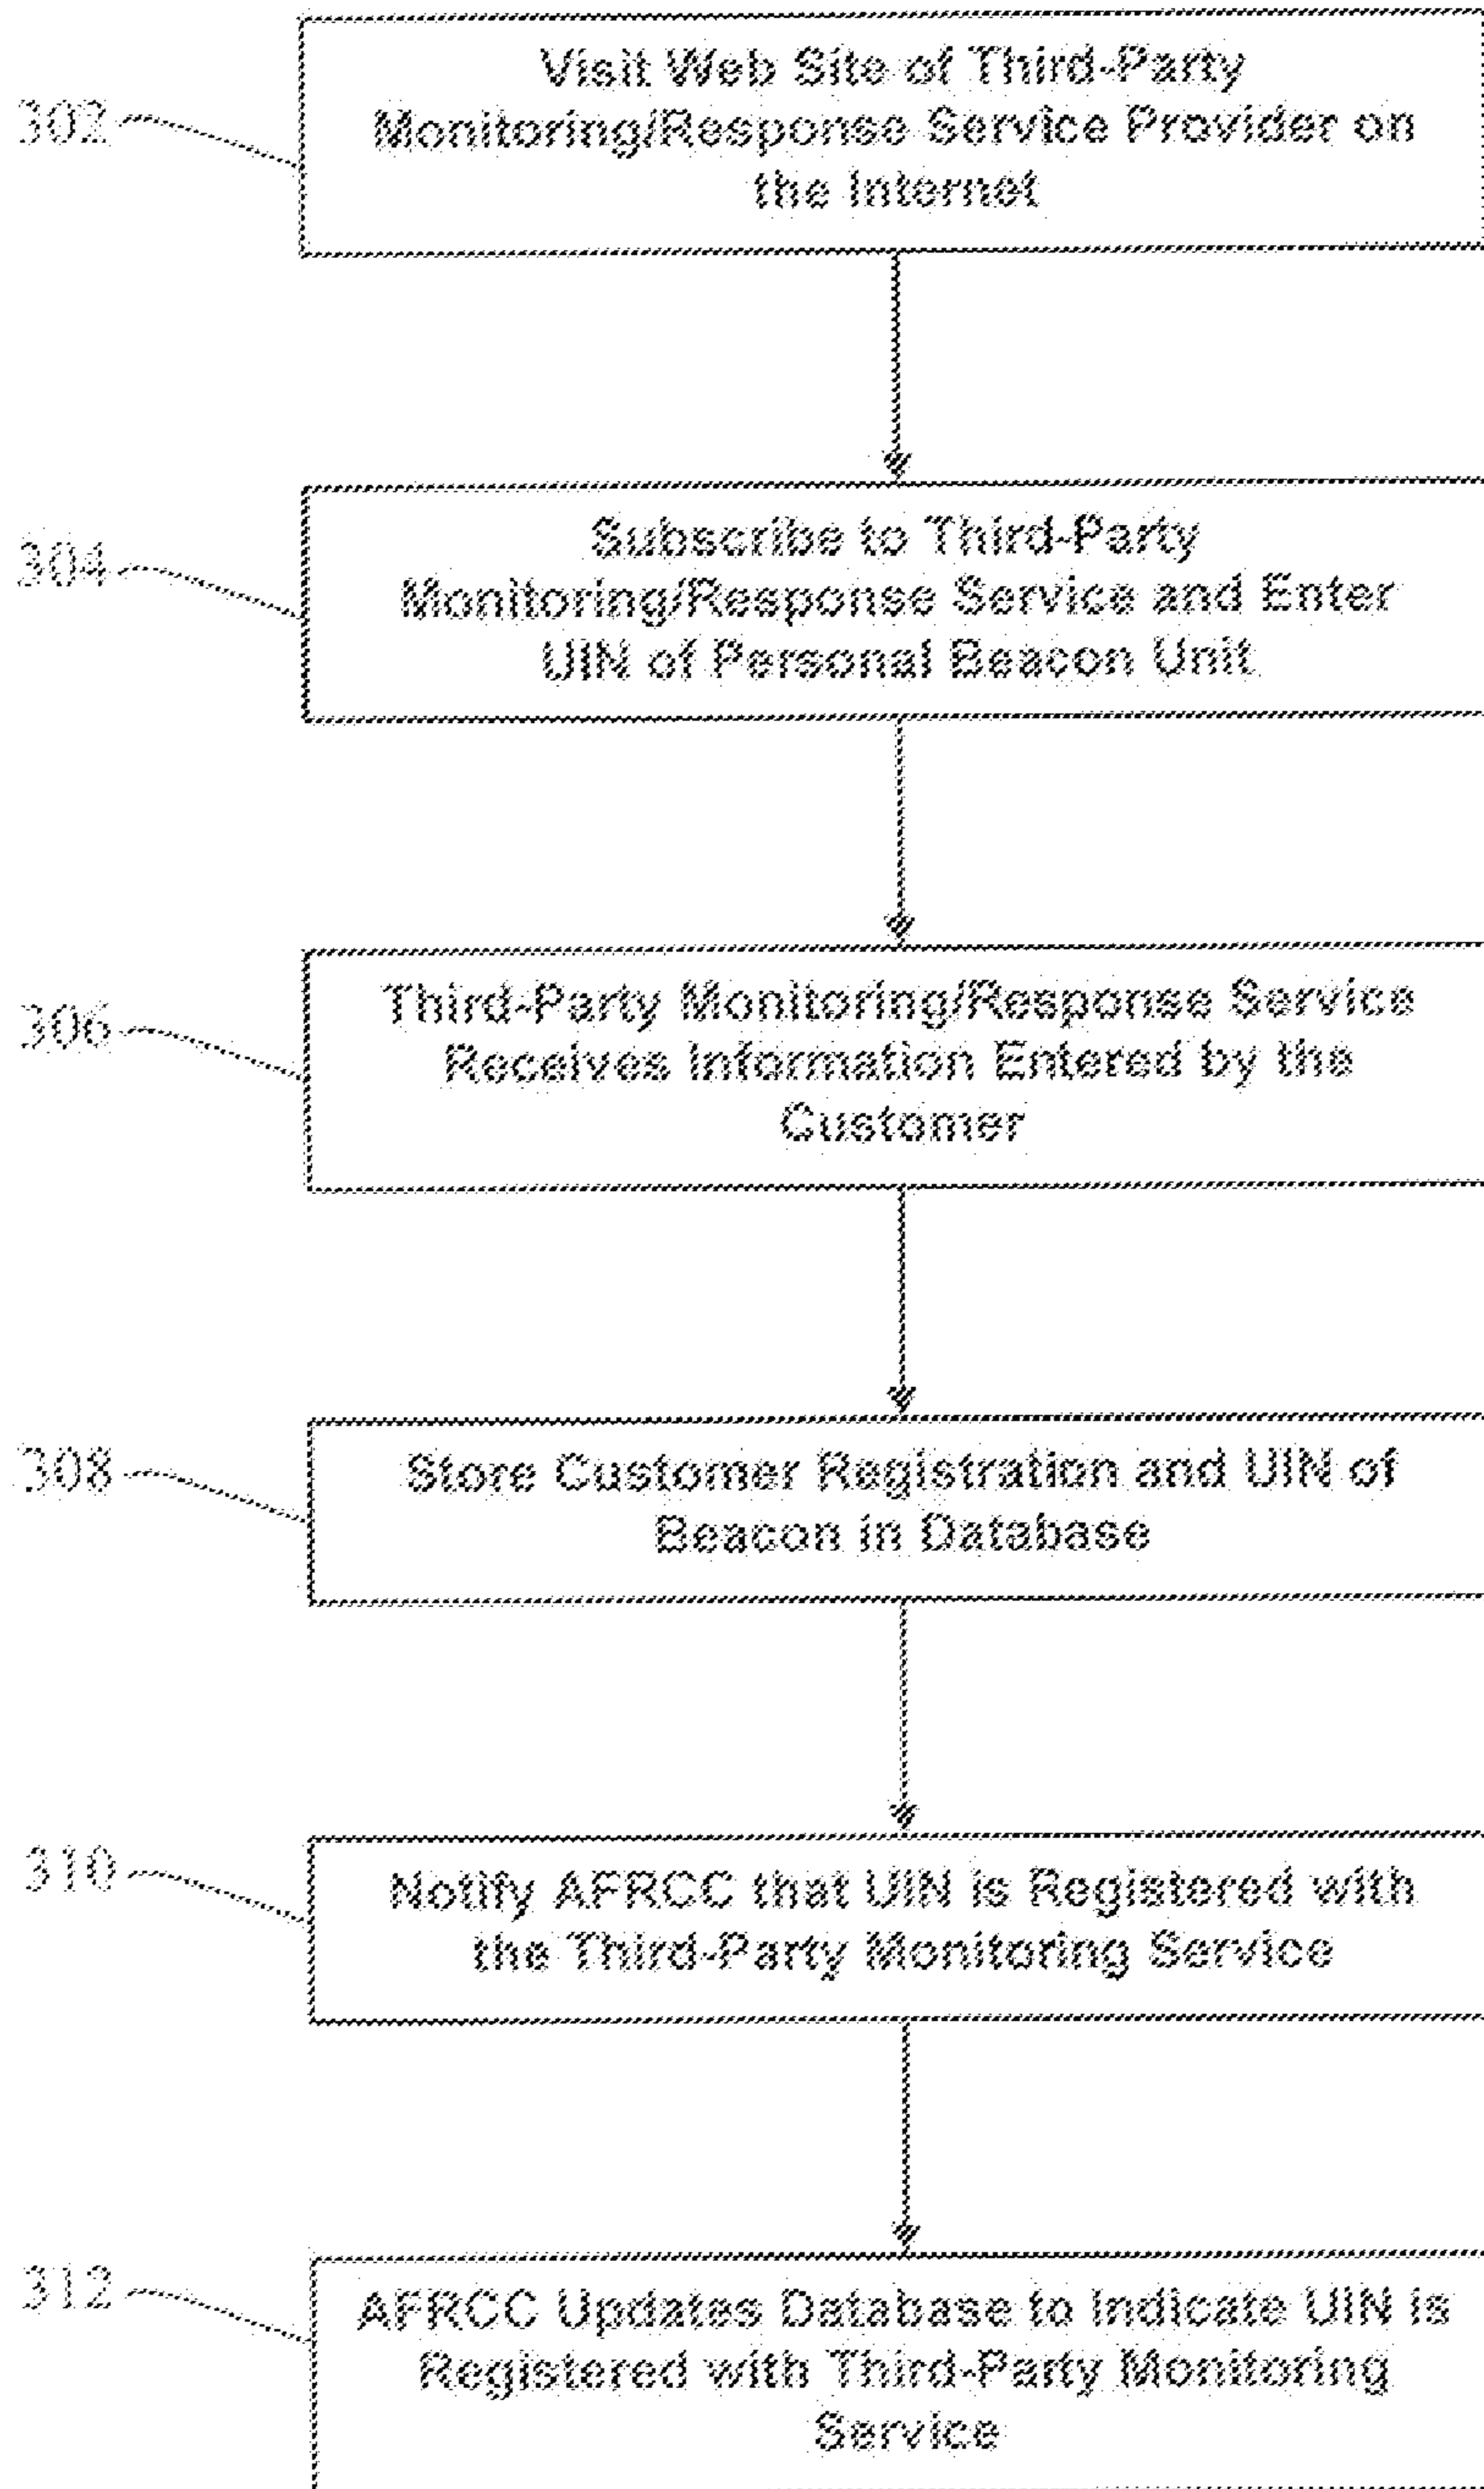 302
Visit Web Site of Third-Party
Monitoring/Response Service Provider on
the Internet
304
Subscribe to Third-Party
Monitoring/Response Service and Enter
UIN of Personal Beacon Unit
306
Third-Party Monitoring/Response Service
Receives Information Entered by the
Customer
308
Store Customer Registration and UIN of
Beacon in Database
310
Notify AFRCC that UIN is Registered with
the Third-Party Monitoring Service
312
AFRCC Updates Database to Indicate UIN is
Registered with Third-Party Monitoring
Service